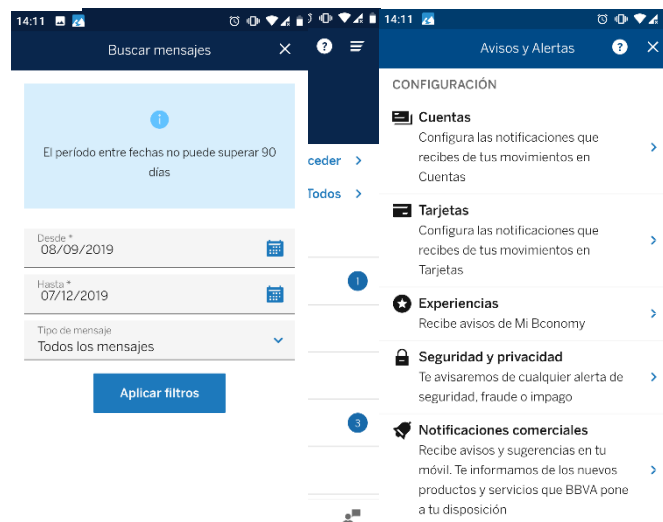 14:11
Buscar mensajes
El período entre fechas no puede superar 90
días
Desde *
08/09/2019
Hasta *
07/12/2019
Tipo de mensaje
Todos los mensajes
Aplicar filtros
?
ceder
Todos
1
3
14:11
Avisos y Alertas
?
CONFIGURACIÓN
Cuentas
Configura las notificaciones que
recibes de tus movimientos en
Cuentas
Tarjetas
Configura las notificaciones que
recibes de tus movimientos en
Tarjetas
Experiencias
Recibe avisos de Mi Bconomy
Seguridad y privacidad
Te avisaremos de cualquier alerta de
seguridad, fraude o impago
Notificaciones comerciales
Recibe avisos y sugerencias en tu
móvil. Te informamos de los nuevos
productos y servicios que BBVA pone
a tu disposición